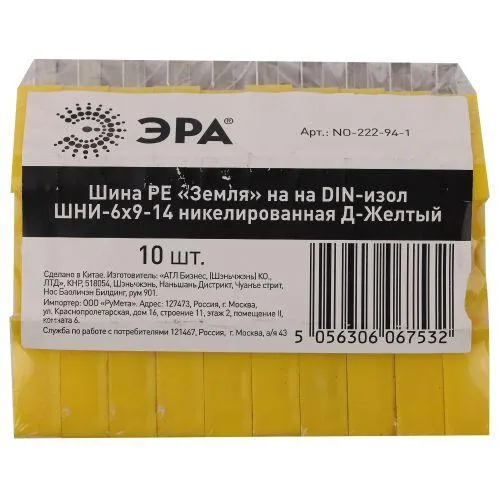 ЭРА®
Арт.: NO-222-94-1
Шина PE «Земля» на на DIN-изол
ШНИ-6х9-14 никелированная Д-Желтый
10 шт.
Сделано в Китае. Изготовитель: «АТЛ Бизнес, (Шэньчжэнь) КО.,
ЛТД», КНР, 518054, Шэньчжэнь, Наньшань Дистрикт, Чуанье стрит,
Нос Баоличэн Билдинг, рум 901.
Импортер: ООО «РуМета». Адрес: 127473, Россия, г. Москва,
ул. Краснопролетарская, дом 16, строение 11, этаж 2, помещение II,
комната 6.
Служба по работе с потребителями 121467, Россия, г. Москва, а/я 43
5 056306 067532